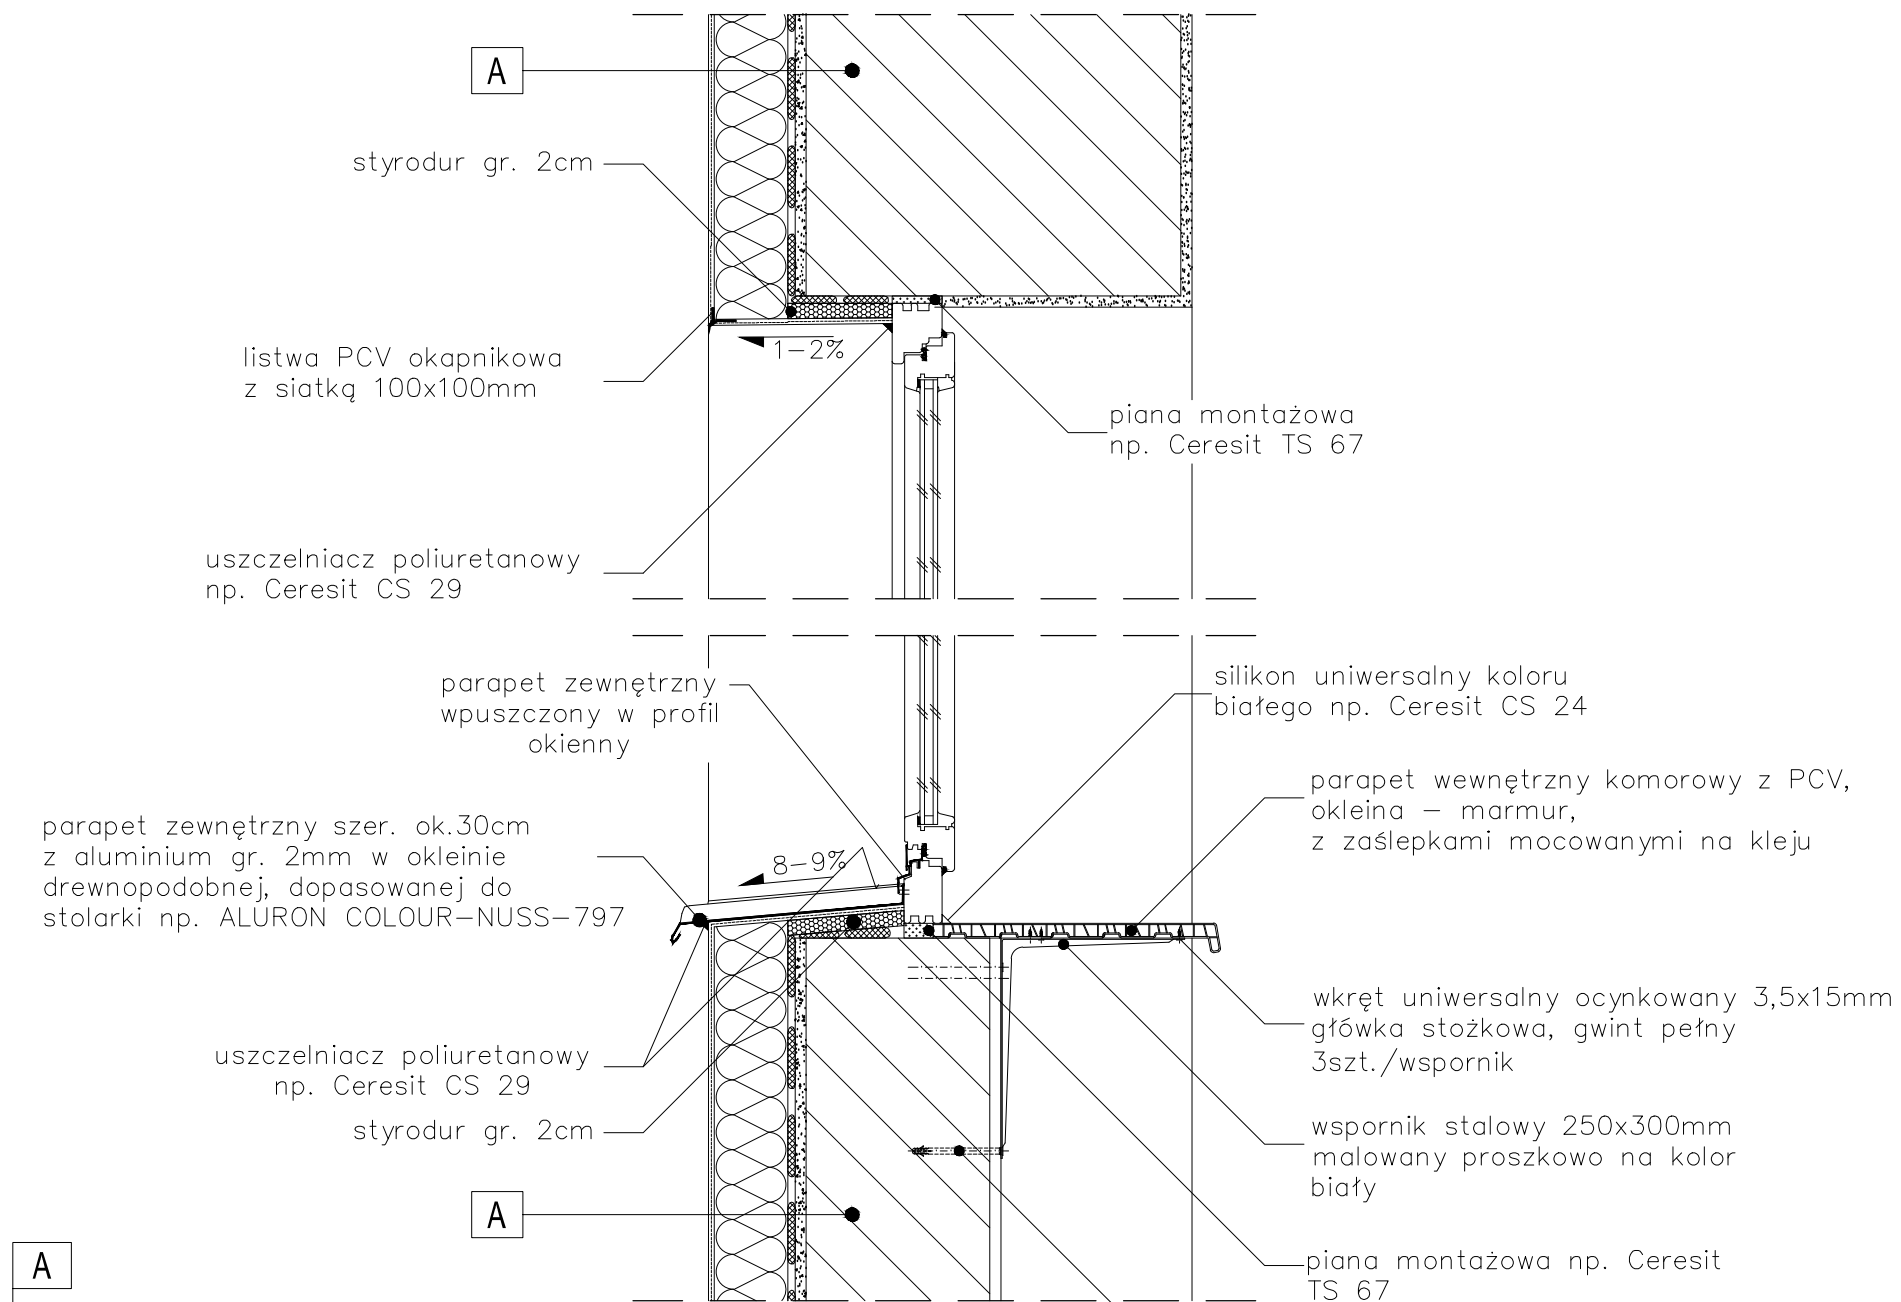 A
styrodur gr. 2cm
1–2%
listwa PCV okapnikowa
z siatką 100x100mm
piana montażowa
np. Ceresit TS 67
uszczelniacz poliuretanowy
np. Ceresit CS 29
parapet zewnętrzny
wpuszczony w profil
okienny
silikon uniwersalny koloru
białego np. Ceresit CS 24
parapet wewnętrzny komorowy z PCV,
okleina – marmur,
z zaślepkami mocowanymi na kleju
parapet zewnętrzny szer. ok.30cm
z aluminium gr. 2mm w okleinie
drewnopodobnej, dopasowanej do
stolarki np. ALURON COLOUR–NUSS–797
8–9%
wkręt uniwersalny ocynkowany 3,5x15mm
główka stożkowa, gwint pełny
3szt./wspornik
uszczelniacz poliuretanowy
np. Ceresit CS 29
styrodur gr. 2cm
wspornik stalowy 250x300mm
malowany proszkowo na kolor
biały
A
A
piana montażowa np. Ceresit
TS 67